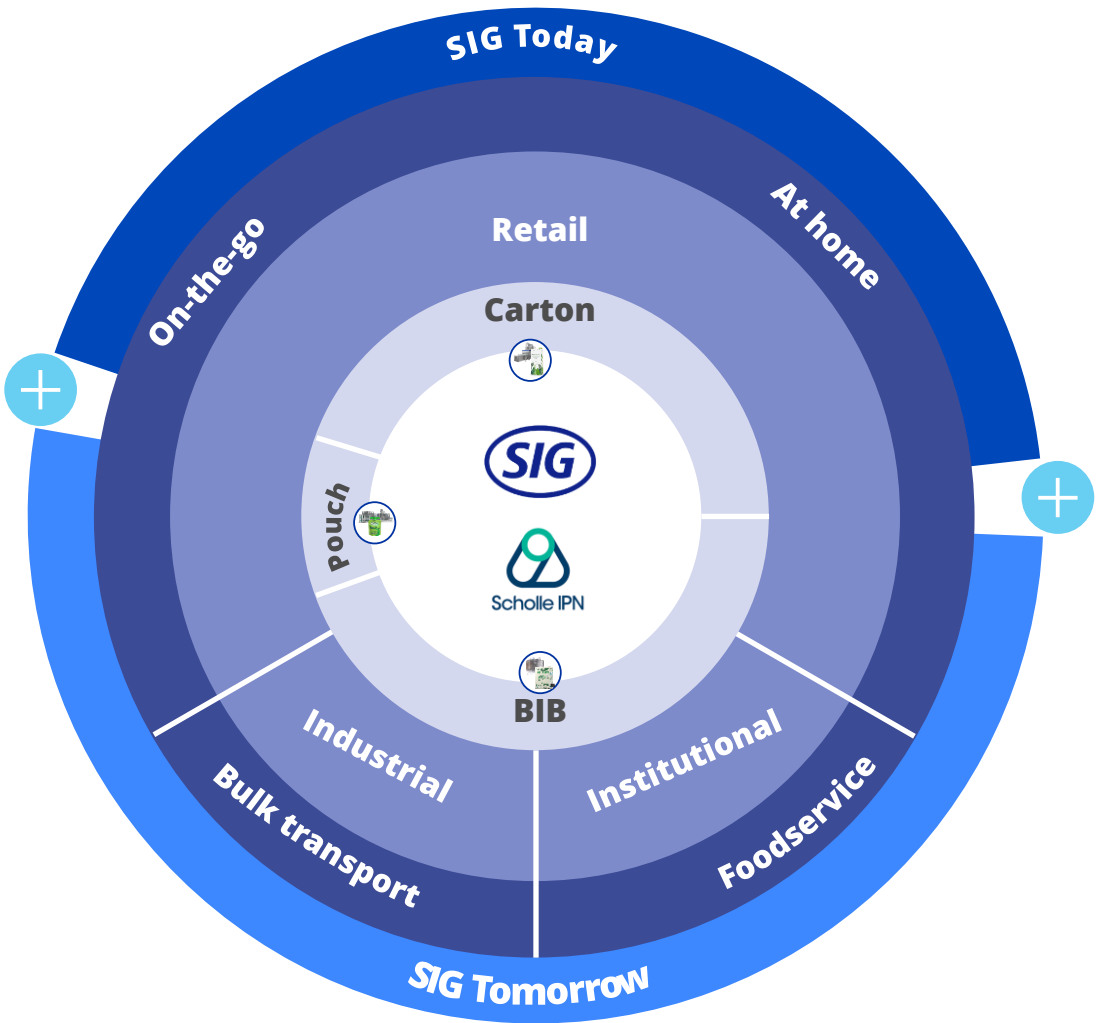 SIG Today
On-the-go
At home
Retail
Carton
SIG
Pouch
Scholle IPN
BIB
Industrial
Institutional
Bulk transport
Foodservice
SIG Tomorrow